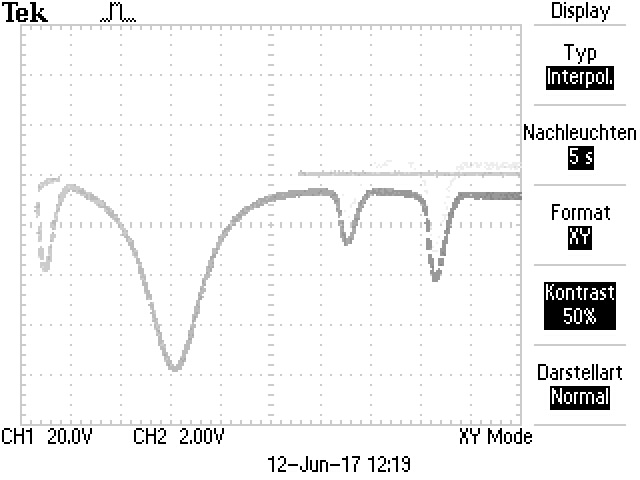 Tek
Display
Typ
Interpol.
Nachleuchten
5 s
Format
XY
Kontrast
50%
Darstellart
Normal
CH1 20.0V CH2 2.00V XY Mode
12-Jun-17 12:19